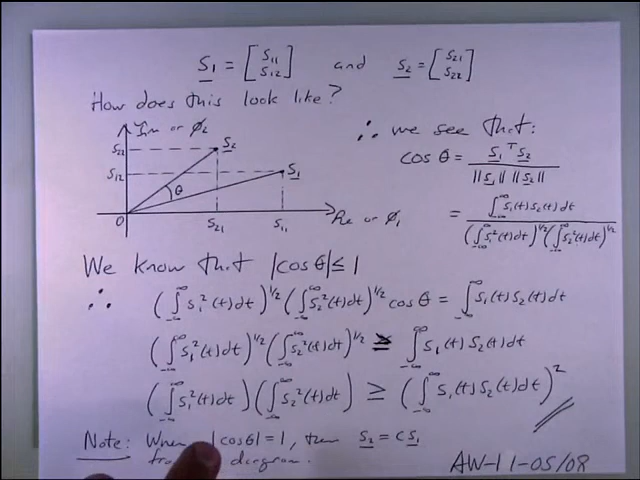 S1 = [S11 S12] and S2 = [S21 S22]
How does this look like?
Im or φ2
S22
S2
S12
S1
θ
0
S21
S11
Re or φ1
∴ we see that:
cos θ = S1ᵀ S2 / ||S1|| ||S2||
= ∫_{-∞}^{∞} S1(t) S2(t) dt / (∫_{-∞}^{∞} S1²(t) dt)^{1/2} (∫_{-∞}^{∞} S2²(t) dt)^{1/2}
We know that |cos θ| ≤ 1
∴ (∫_{-∞}^{∞} S1²(t) dt)^{1/2} (∫_{-∞}^{∞} S2²(t) dt)^{1/2} cos θ = ∫_{-∞}^{∞} S1(t) S2(t) dt
(∫_{-∞}^{∞} S1²(t) dt)^{1/2} (∫_{-∞}^{∞} S2²(t) dt)^{1/2} ≥ ∫_{-∞}^{∞} S1(t) S2(t) dt
(∫_{-∞}^{∞} S1²(t) dt) (∫_{-∞}^{∞} S2²(t) dt) ≥ (∫_{-∞}^{∞} S1(t) S2(t) dt)²
Note: When |cos θ| = 1, then S2 = C S1
diagram.
AW-11-05/08